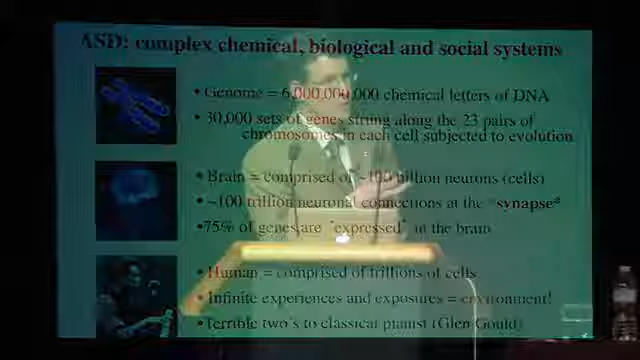 ASD: complex chemical, biological and social systems
• Genome = 6,000,000,000 chemical letters of DNA
• 30,000 sets of genes strung along the 23 pairs of
chromosomes in each cell subjected to evolution
• Brain = comprised of ~100 billion neurons (cells)
• ~100 trillion neuronal connections at the *synapse*
•75% of genes are "expressed" in the brain
• Human = comprised of trillions of cells
• Infinite experiences and exposures = environment!
• Terrible two's to classical pianist (Glen Gould)